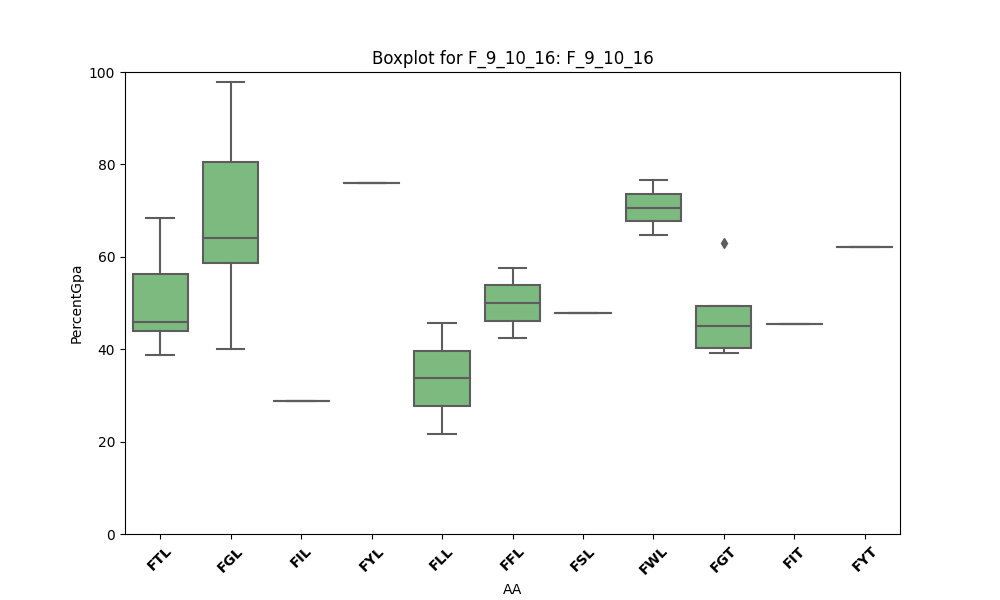 Boxplot for F_9_10_16: F_9_10_16
PercentGpa
100
80
60
40
20
0
FTL FGL FIL FYL FLL FFL FSL FWL FGT FIT FYT
AA